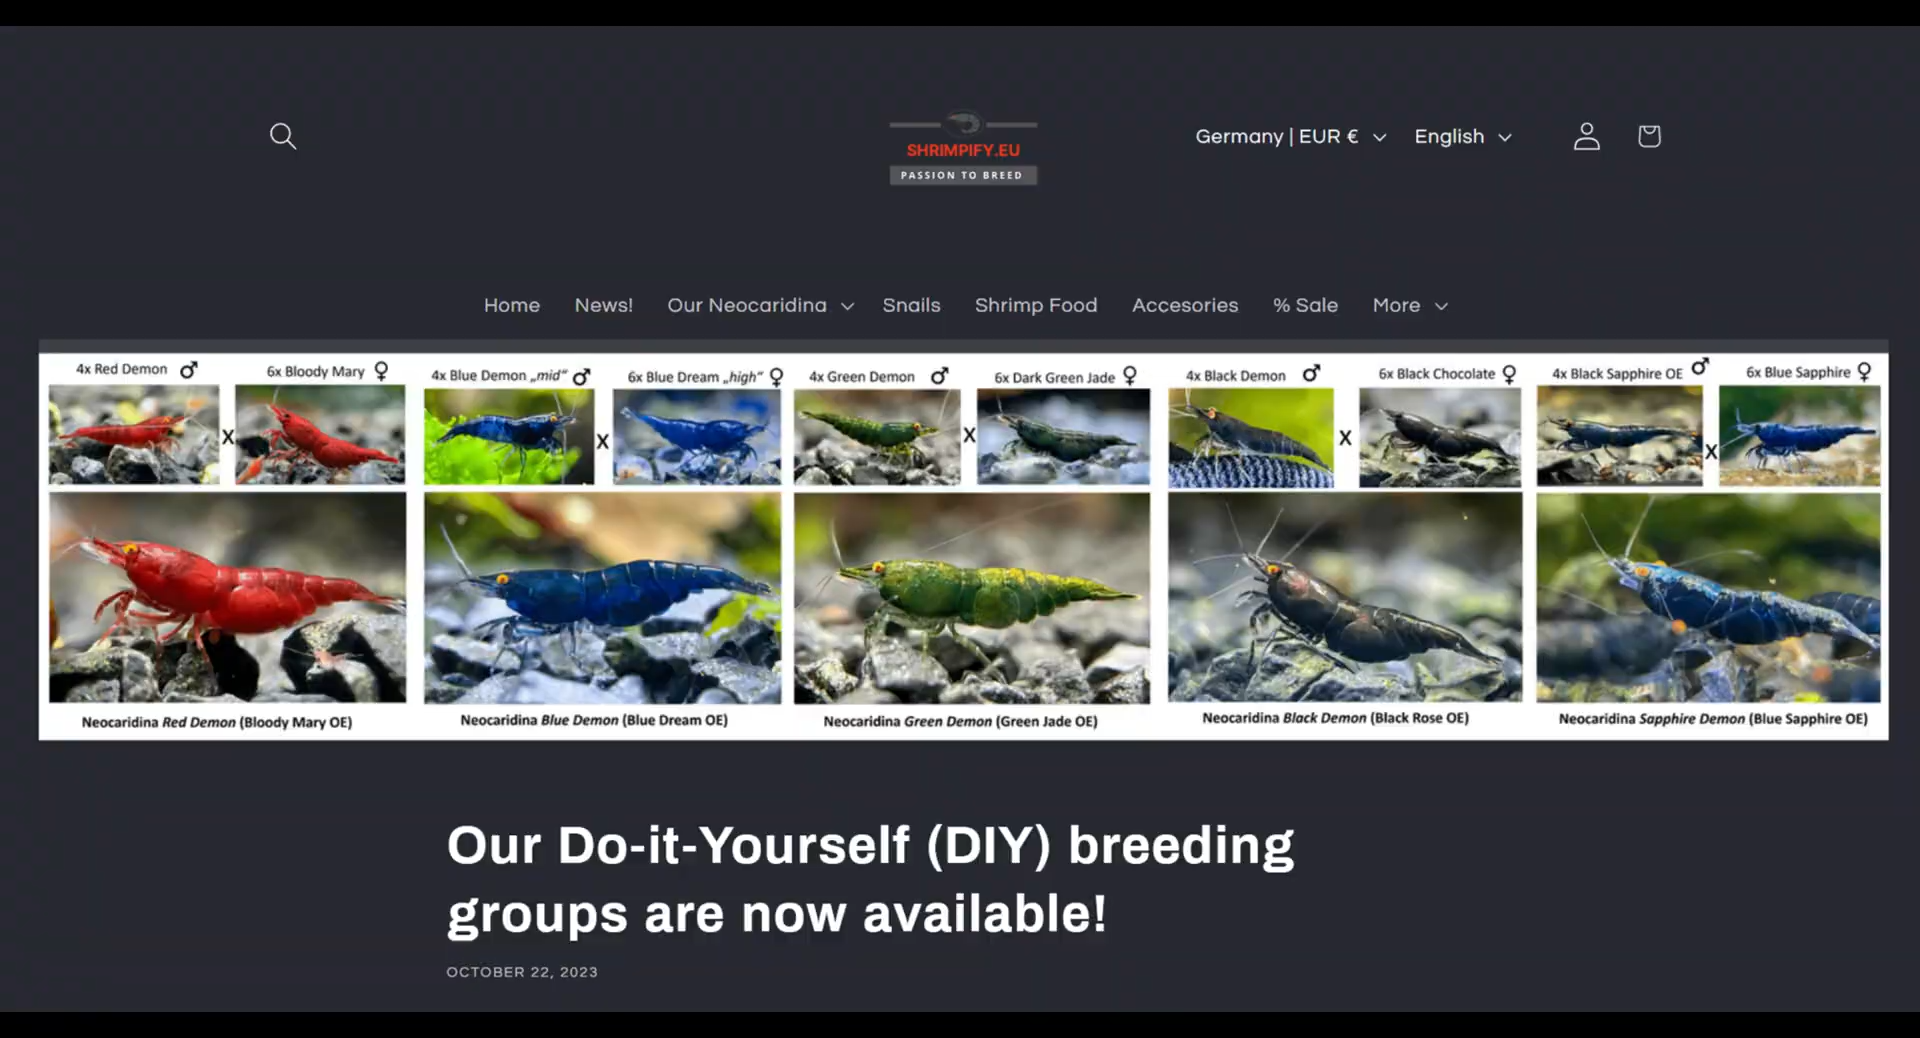 SHRIMPIFY.EU
PASSION TO BREED
Germany | EUR €
English
Home News! Our Neocaridina Snails Shrimp Food Accesories % Sale More
4x Red Demon ♂ 6x Bloody Mary ♀ 4x Blue Demon „mid“ ♂ 6x Blue Dream „high“ ♀ 4x Green Demon ♂ 6x Dark Green Jade ♀ 4x Black Demon ♂ 6x Black Chocolate ♀ 4x Black Sapphire OE ♂ 6x Blue Sapphire ♀
X X X X X
Neocaridina Red Demon (Bloody Mary OE) Neocaridina Blue Demon (Blue Dream OE) Neocaridina Green Demon (Green Jade OE) Neocaridina Black Demon (Black Rose OE) Neocaridina Sapphire Demon (Blue Sapphire OE)
Our Do-it-Yourself (DIY) breeding
groups are now available!
OCTOBER 22, 2023